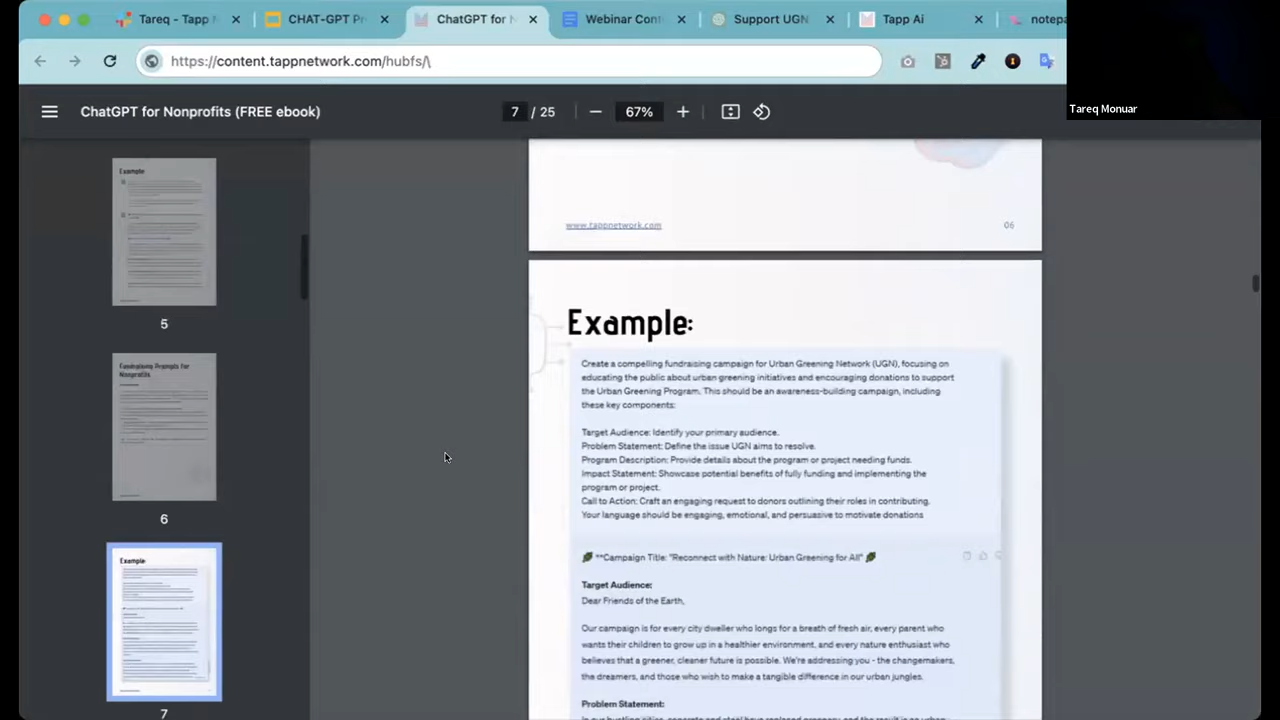 Tareq - Tapp
CHAT-GPT Pr
ChatGPT for N
Webinar Cont
Support UGN
Tapp Ai
notepa
https://content.tappnetwork.com/hubfs/\
Tareq Monuar
ChatGPT for Nonprofits (FREE ebook)
7 / 25
67%
Example
5
Fundraising Prompts for
Nonprofits
6
Example:
7
www.tappnetwork.com
06
Example:
Create a compelling fundraising campaign for Urban Greening Network (UGN), focusing on
educating the public about urban greening initiatives and encouraging donations to support
the Urban Greening Program. This should be an awareness-building campaign, including
these key components:
Target Audience: Identify your primary audience.
Problem Statement: Define the issue UGN aims to resolve.
Program Description: Provide details about the program or project needing funds.
Impact Statement: Showcase potential benefits of fully funding and implementing the
program or project.
Call to Action: Craft an engaging request to donors outlining their roles in contributing.
Your language should be engaging, emotional, and persuasive to motivate donations
**Campaign Title: "Reconnect with Nature: Urban Greening for All"
Target Audience:
Dear Friends of the Earth,
Our campaign is for every city dweller who longs for a breath of fresh air, every parent who
wants their children to grow up in a healthier environment, and every nature enthusiast who
believes that a greener, cleaner future is possible. We're addressing you - the changemakers,
the dreamers, and those who wish to make a tangible difference in our urban jungles.
Problem Statement: